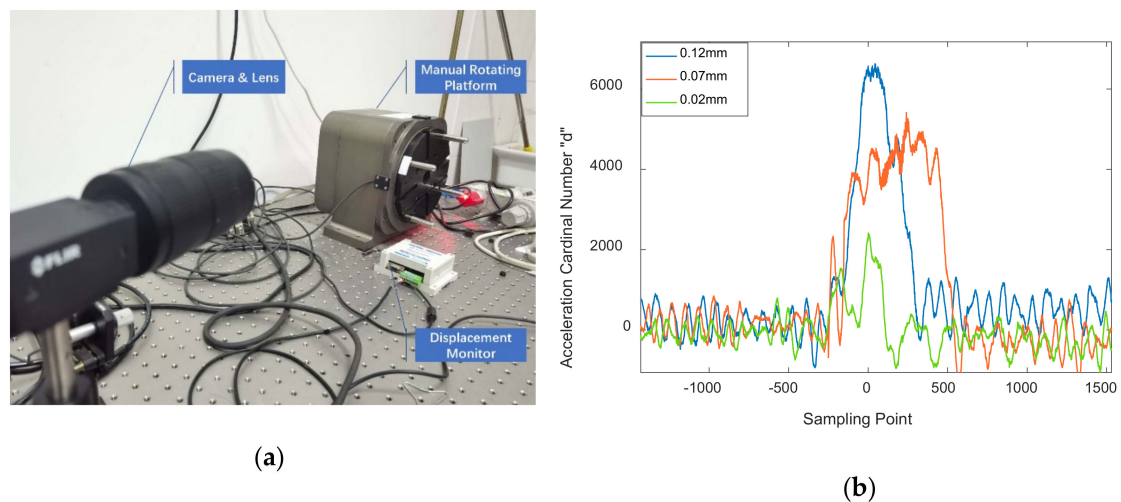 Camera & Lens
Manual Rotating
Platform
FLIR
Displacement
Monitor
(a)
0.12mm
0.07mm
0.02mm
Acceleration Cardinal Number "d"
6000
4000
2000
0
-1000
-500
0
500
1000
1500
Sampling Point
(b)